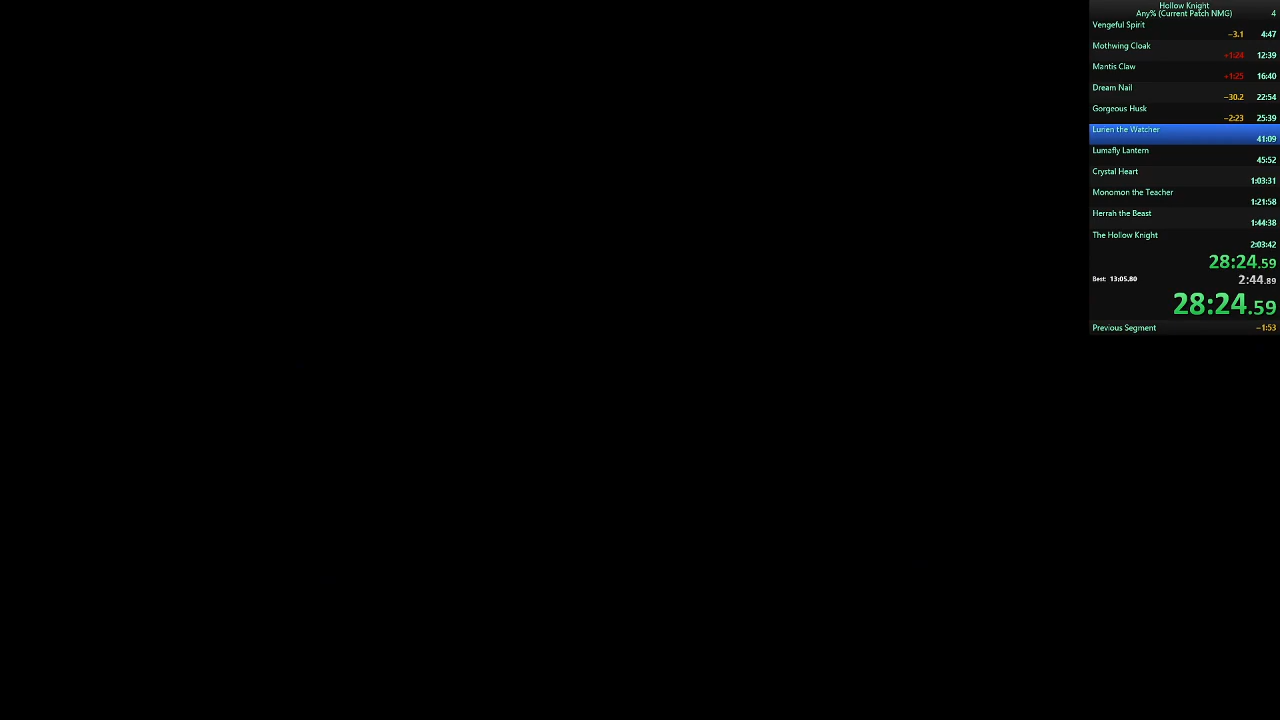 Hollow Knight
Any% (Current Patch NMG) 4
Vengeful Spirit
−3.1 4:47
Mothwing Cloak
+1:24 12:39
Mantis Claw
+1:25 16:40
Dream Nail
−30.2 22:54
Gorgeous Husk
−2:23 25:39
Lurien the Watcher
41:09
Lumafly Lantern
45:52
Crystal Heart
1:03:31
Monomon the Teacher
1:21:58
Herrah the Beast
1:44:38
The Hollow Knight
2:03:42
28:24.59
Best: 13:05.80 2:44.89
28:24.59
Previous Segment −1:53